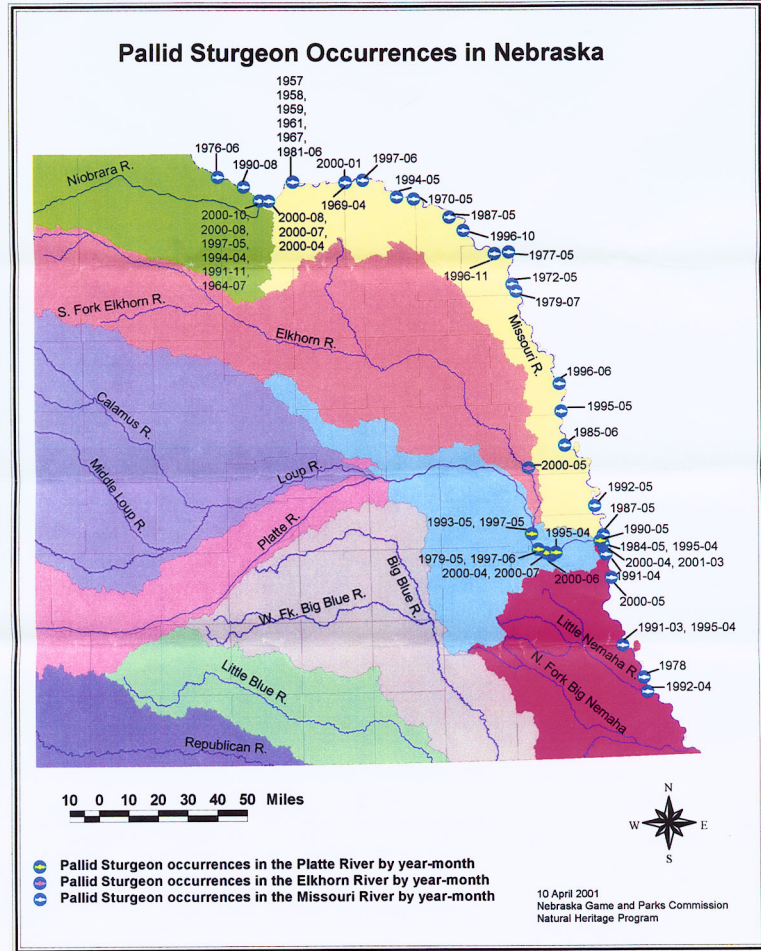 Pallid Sturgeon Occurrences in Nebraska
1957
1958,
1959,
1961,
1967,
1981-06
1976-06
1990-08
2000-01
1997-06
1969-04
1994-05
1970-05
1987-05
1996-10
1977-05
1996-11
1972-05
1979-07
Niobrara R.
2000-10,
2000-08,
1997-05,
1994-04,
1991-11,
1964-07
2000-08,
2000-07,
2000-04
S. Fork Elkhorn R.
Elkhorn R.
Missouri R.
1996-06
1995-05
1985-06
Calamus R.
Middle Loup R.
Loup R.
Platte R.
2000-05
1992-05
1987-05
1990-05
1993-05, 1997-05
1995-04
1984-05, 1995-04
1979-05, 1997-06
2000-04, 2001-03
2000-04, 2000-07
2000-06
1991-04
2000-05
Big Blue R.
W. Fk. Big Blue R.
1991-03, 1995-04
Little Nemaha R.
1978
1992-04
N. Fork Big Nemaha
Little Blue R.
Republican R.
10 0 10 20 30 40 50 Miles
N
W E
S
Pallid Sturgeon occurrences in the Platte River by year-month
Pallid Sturgeon occurrences in the Elkhorn River by year-month
Pallid Sturgeon occurrences in the Missouri River by year-month
10 April 2001
Nebraska Game and Parks Commission
Natural Heritage Program